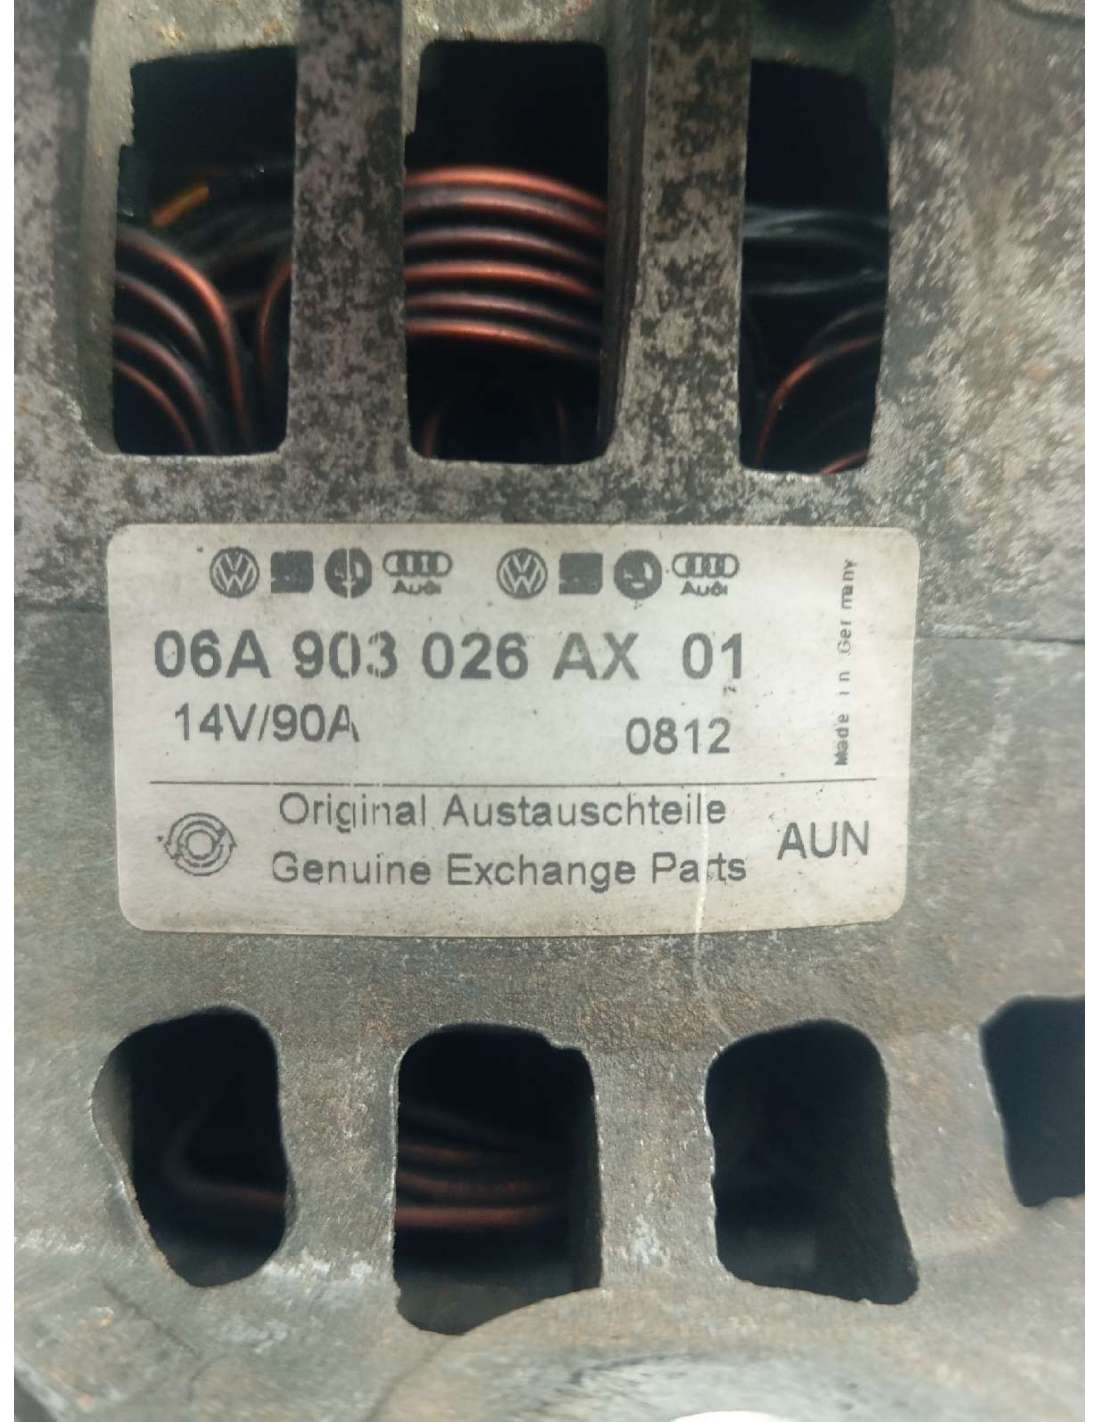 Audi Audi
06A 903 026 AX 01
14V/90A 0812
Made in Germany
Original Austauschteile
Genuine Exchange Parts
AUN